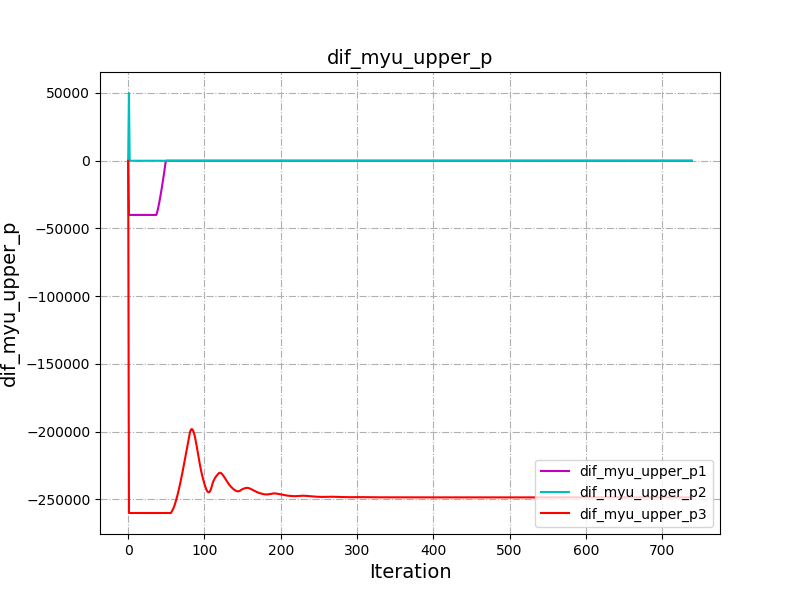 dif_myu_upper_p
dif_myu_upper_p
50000
0
−50000
−100000
−150000
−200000
−250000
0
100
200
300
400
500
600
700
Iteration
dif_myu_upper_p1
dif_myu_upper_p2
dif_myu_upper_p3